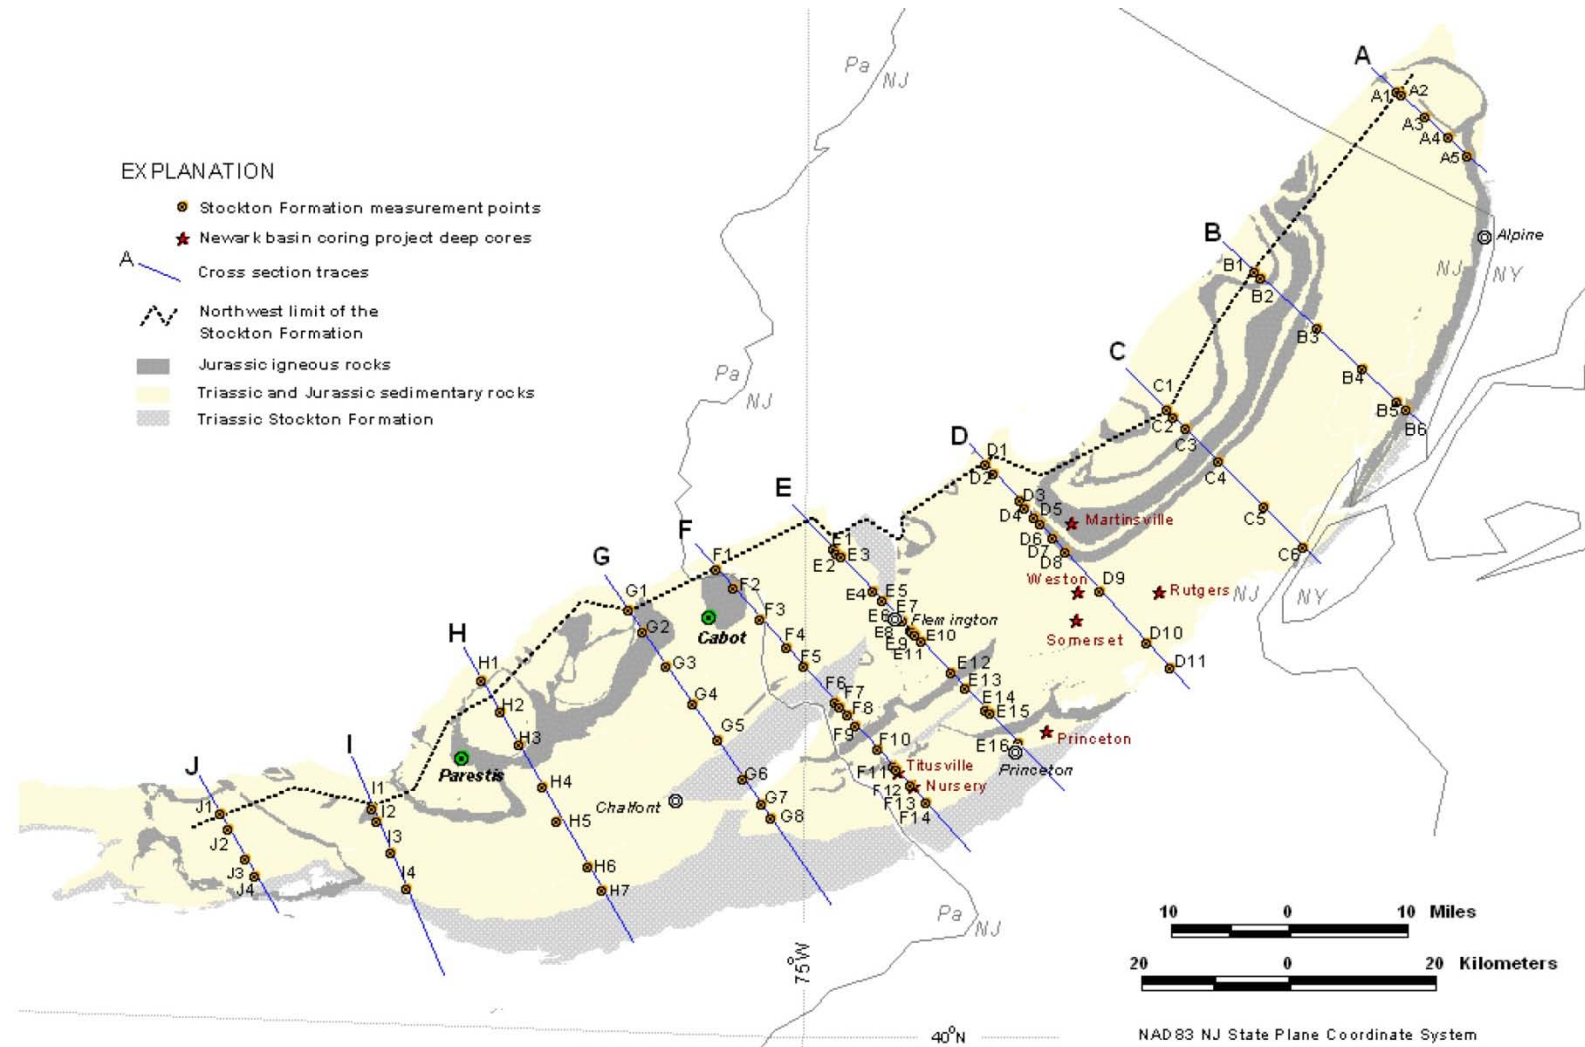 EXPLANATION
Stockton Formation measurement points
Newark basin coring project deep cores
A
Cross section traces
Northwest limit of the
Stockton Formation
Jurassic igneous rocks
Triassic and Jurassic sedimentary rocks
Triassic Stockton Formation
Pa
NJ
Pa
NJ
A
A1
A2
A3
A4
A5
Alpine
NJ
NY
B
B1
B2
B3
B4
B5
B6
C
C1
C2
C3
C4
C5
C6
NJ
NY
D
D1
D2
D3
D4
D5
D6
D7
D8
D9
D10
D11
Martinsville
Weston
Rutgers
Somerset
E
E1
E2
E3
E4
E5
E6
E7
E8
E9
E10
E11
E12
E13
E14
E15
E16
Flemington
Princeton
Princeton
F
F1
F2
F3
F4
F5
F6
F7
F8
F9
F10
F11
F12
F13
F14
Titusville
Nursery
Cabot
G
G1
G2
G3
G4
G5
G6
G7
G8
Chalfont
H
H1
H2
H3
H4
H5
H6
H7
Parestis
I
I1
I2
I3
I4
J
J1
J2
J3
J4
Pa
NJ
75°W
40°N
10 0 10 Miles
20 0 20 Kilometers
NAD83 NJ State Plane Coordinate System